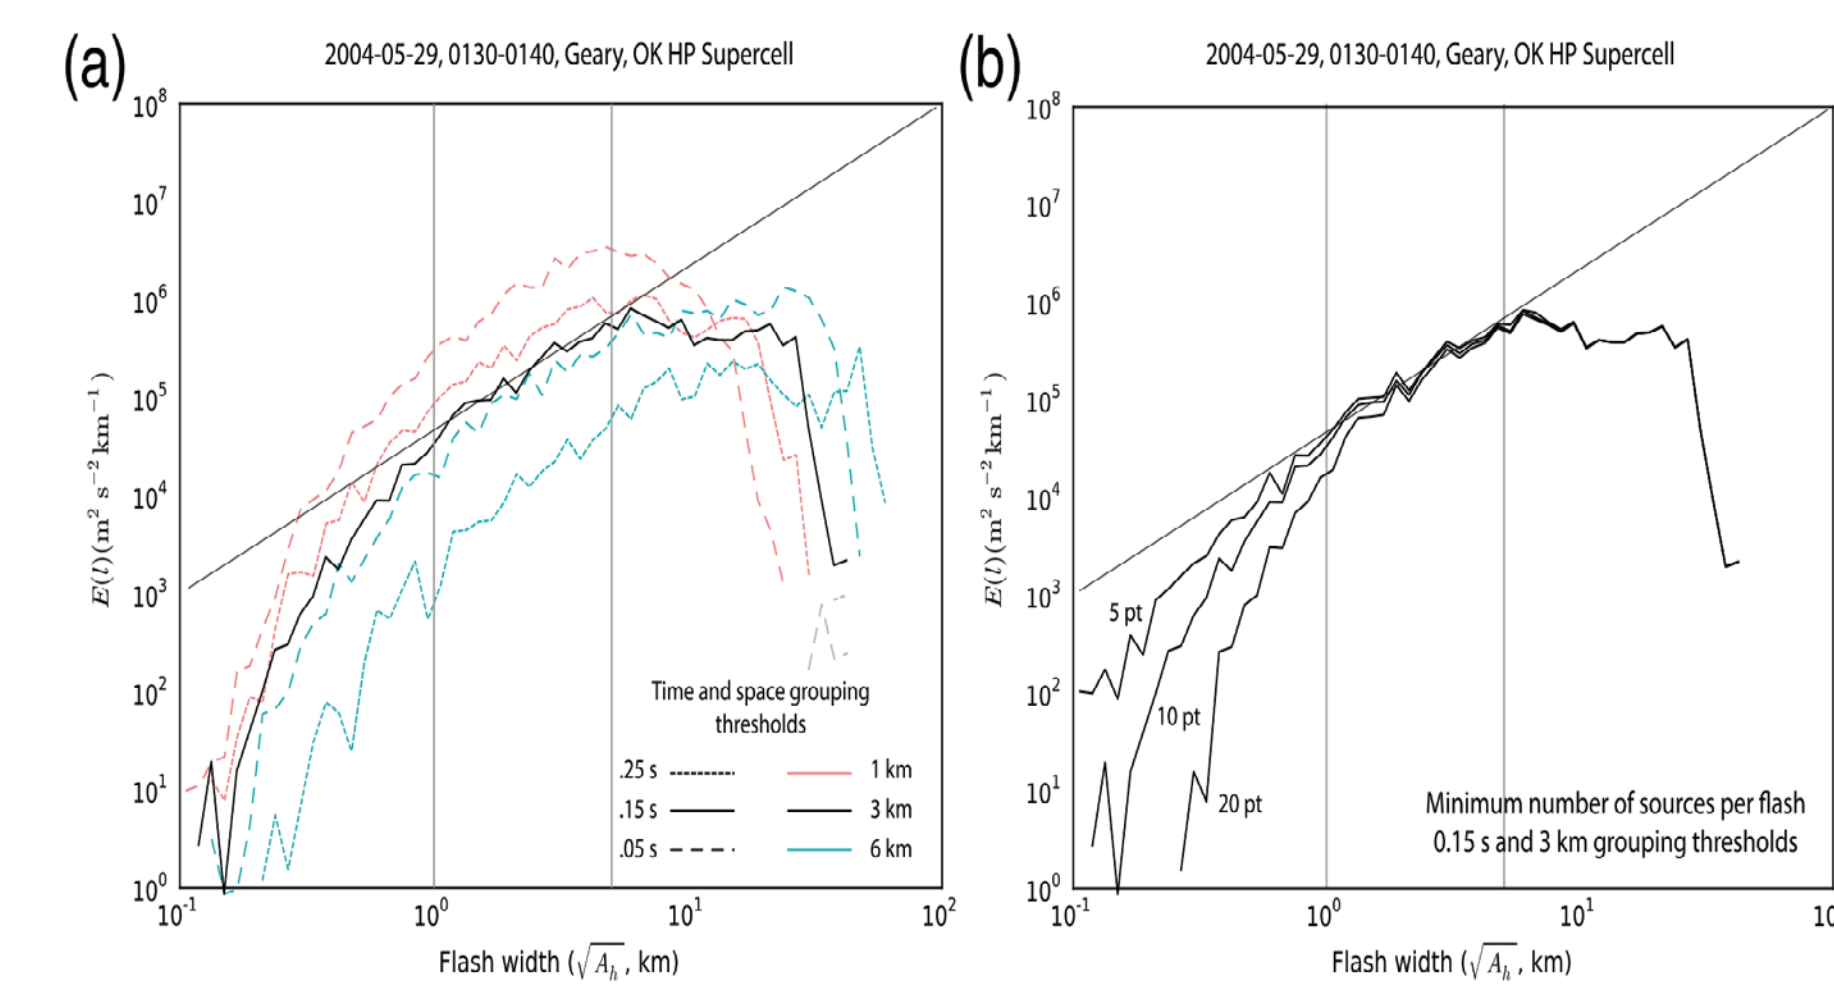 (a)
2004-05-29, 0130-0140, Geary, OK HP Supercell
10^8
10^7
10^6
10^5
10^4
10^3
10^2
10^1
10^0
E(l)(m² s⁻² km⁻¹)
10^-1
10^0
10^1
10^2
Flash width (√A_h, km)
Time and space grouping
thresholds
.25 s
1 km
.15 s
3 km
.05 s
6 km
(b)
2004-05-29, 0130-0140, Geary, OK HP Supercell
10^8
10^7
10^6
10^5
10^4
10^3
10^2
10^1
10^0
E(l)(m² s⁻² km⁻¹)
5 pt
10 pt
20 pt
Minimum number of sources per flash
0.15 s and 3 km grouping thresholds
10^-1
10^0
10^1
10
Flash width (√A_h, km)